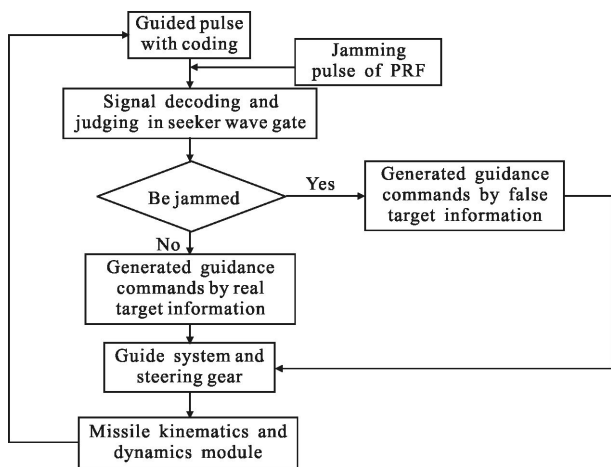 Guided pulse
with coding
Jamming
pulse of PRF
Signal decoding and
judging in seeker wave gate
Be jammed
Yes
Generated guidance
commands by false
target information
No
Generated guidance
commands by real
target information
Guide system and
steering gear
Missile kinematics and
dynamics module